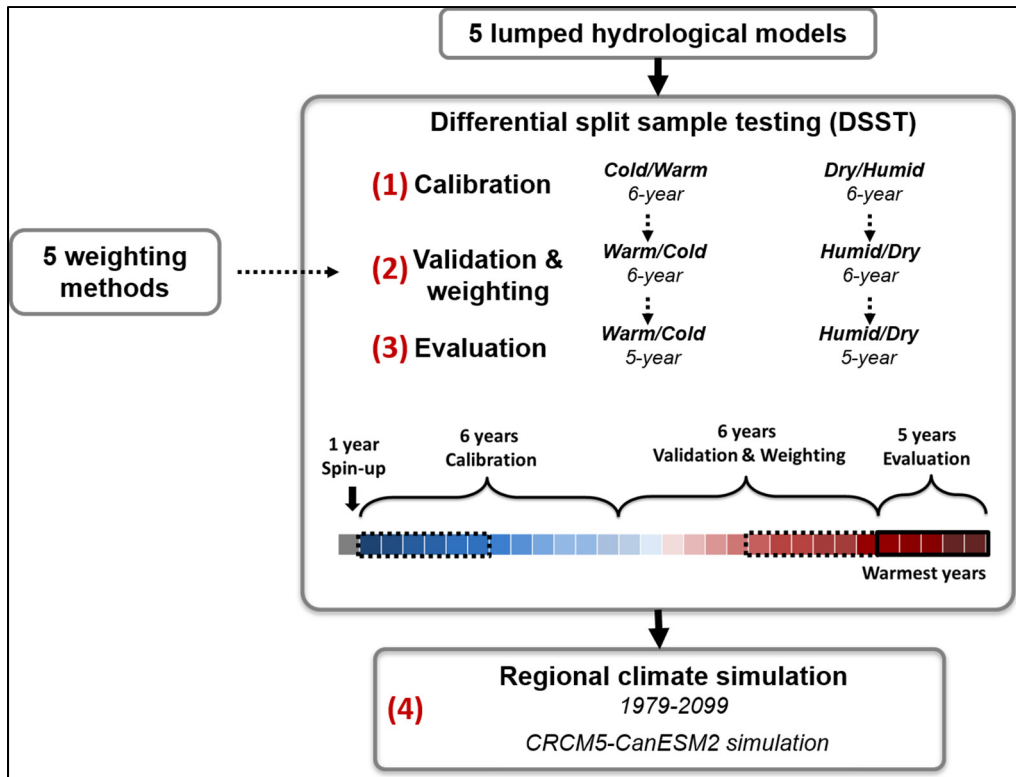 5 lumped hydrological models
Differential split sample testing (DSST)
(1) Calibration
Cold/Warm
6-year
Dry/Humid
6-year
5 weighting
methods
(2) Validation &
weighting
Warm/Cold
6-year
Humid/Dry
6-year
(3) Evaluation
Warm/Cold
5-year
Humid/Dry
5-year
1 year
Spin-up
6 years
Calibration
6 years
Validation & Weighting
5 years
Evaluation
Warmest years
(4)
Regional climate simulation
1979-2099
CRCM5-CanESM2 simulation